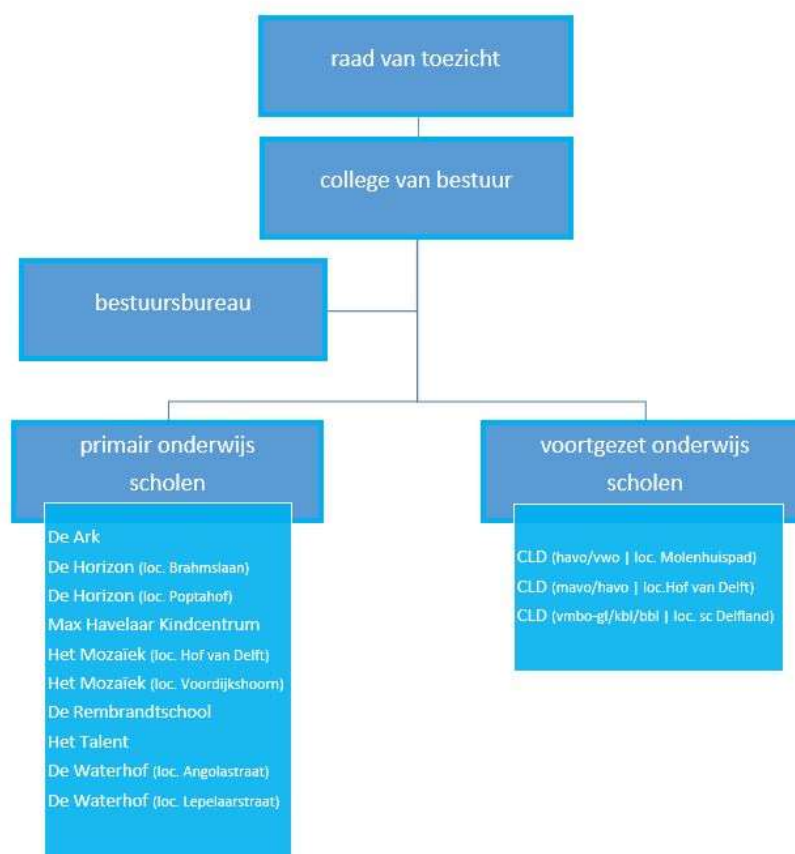 raad van toezicht
college van bestuur
bestuursbureau
primair onderwijs
scholen
De Ark
De Horizon (loc. Brahmslaan)
De Horizon (loc. Poptahof)
Max Havelaar Kindcentrum
Het Mozaïek (loc. Hof van Delft)
Het Mozaïek (loc. Voordijkshoorn)
De Rembrandtschool
Het Talent
De Waterhof (loc. Angolastraat)
De Waterhof (loc. Lepelaarstraat)
voortgezet onderwijs
scholen
CLD (havo/vwo | loc. Molenhuispad)
CLD (mavo/havo | loc.Hof van Delft)
CLD (vmbo-gl/kbl/bbl | loc. sc Delfland)